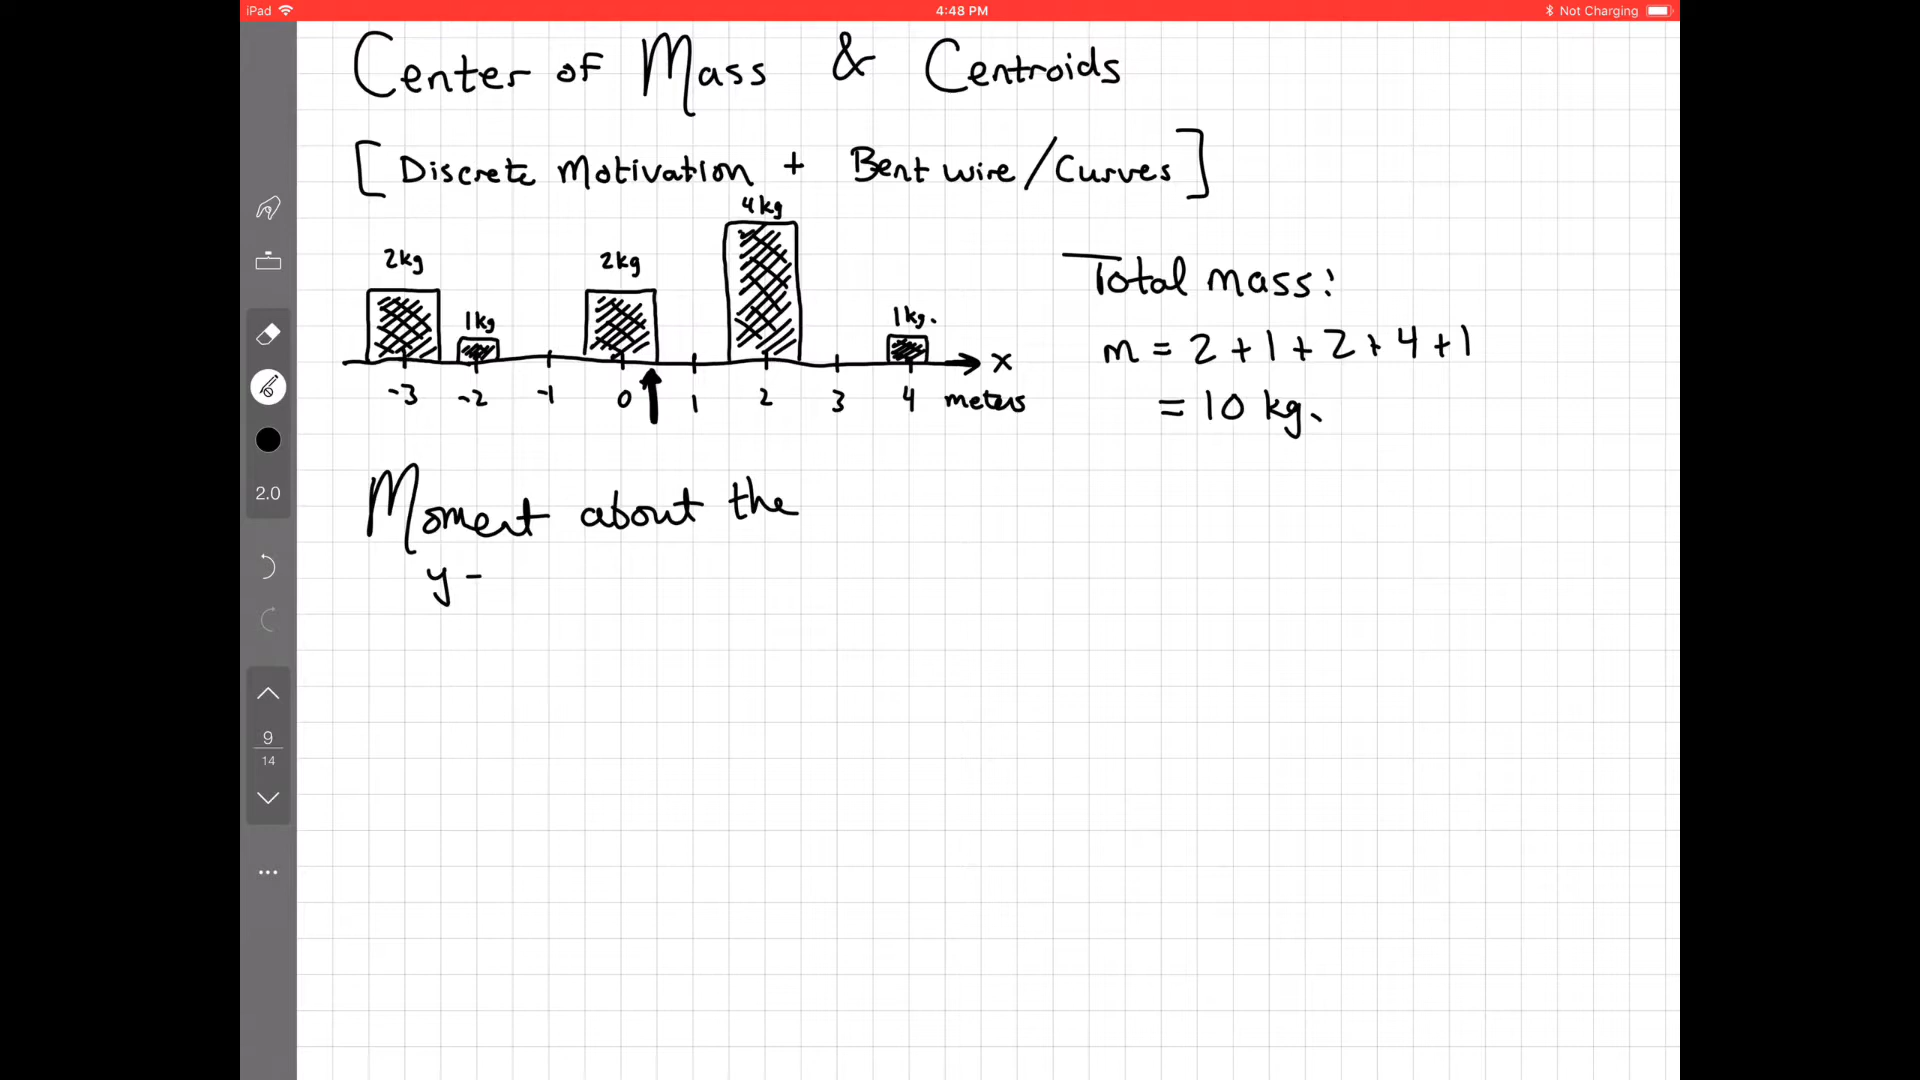 iPad 4:48 PM Not Charging
Center of Mass & Centroids
[Discrete Motivation + Bent wire/Curves]
4kg
2kg 2kg
1kg 1kg.
x
-3 -2 -1 0 1 2 3 4 meters
Total mass:
m = 2 + 1 + 2 + 4 + 1
= 10 kg.
Moment about the
y -
2.0
9
14